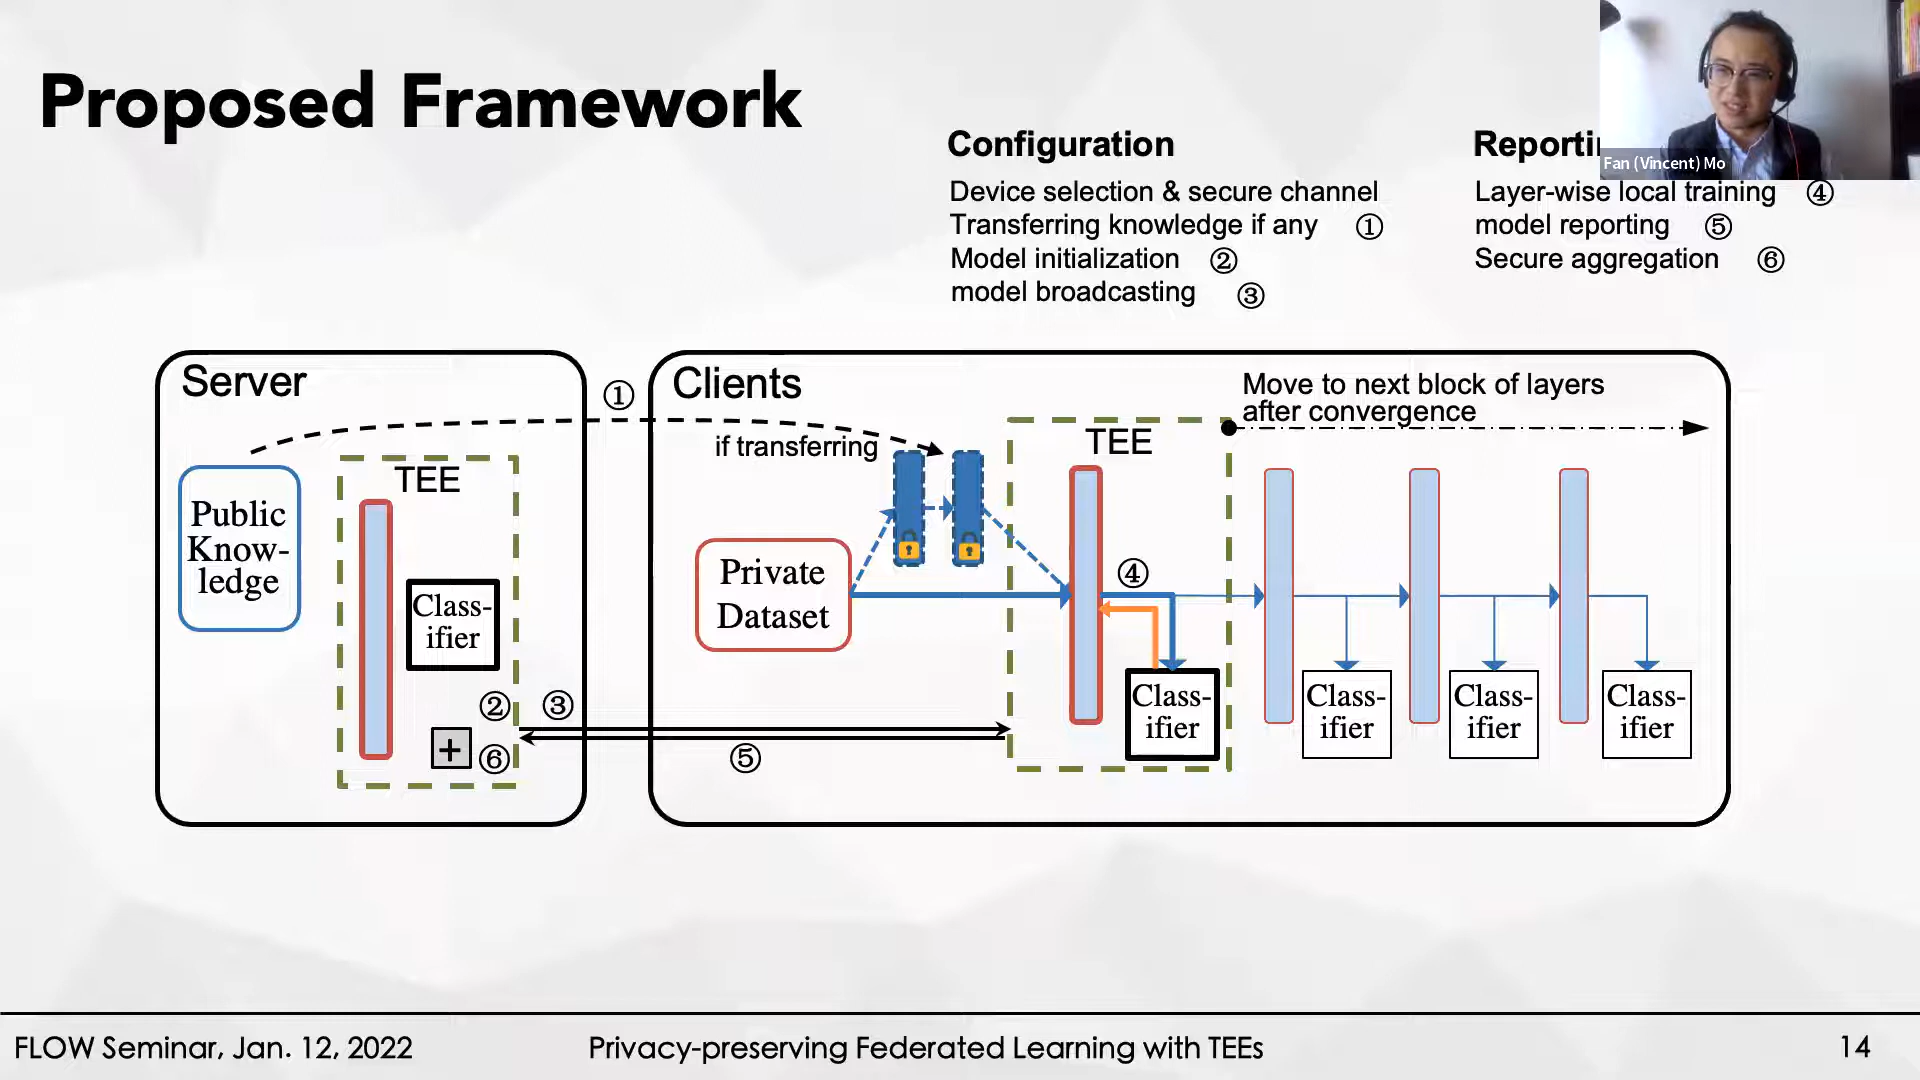 Proposed Framework
Fan (Vincent) Mo
Configuration
Device selection & secure channel
Transferring knowledge if any ①
Model initialization ②
model broadcasting ③
Layer-wise local training ④
model reporting ⑤
Secure aggregation ⑥
Server
①
Public
Know-
ledge
TEE
Class-
ifier
②
+
⑥
③
⑤
Clients
if transferring
Private
Dataset
TEE
④
Class-
ifier
Move to next block of layers
after convergence
Class-
ifier
Class-
ifier
Class-
ifier
FLOW Seminar, Jan. 12, 2022
Privacy-preserving Federated Learning with TEEs
14